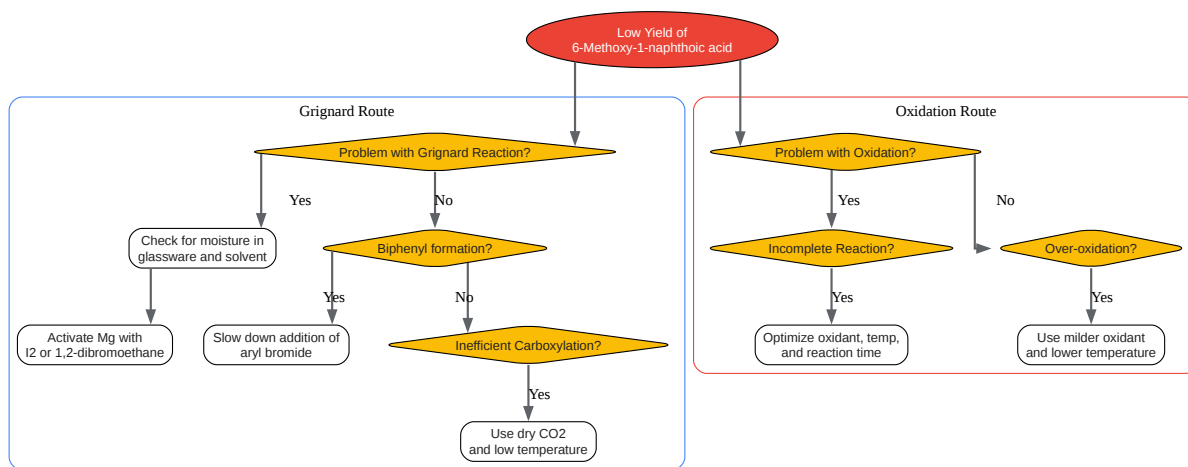 Low Yield of
6-Methoxy-1-naphthoic acid
Grignard Route
Oxidation Route
Problem with Grignard Reaction?
Problem with Oxidation?
Yes
No
Yes
No
Check for moisture in
glassware and solvent
Biphenyl formation?
Incomplete Reaction?
Over-oxidation?
Yes
No
Yes
Yes
Activate Mg with
I2 or 1,2-dibromoethane
Slow down addition of
aryl bromide
Inefficient Carboxylation?
Optimize oxidant, temp,
and reaction time
Use milder oxidant
and lower temperature
Yes
Use dry CO2
and low temperature